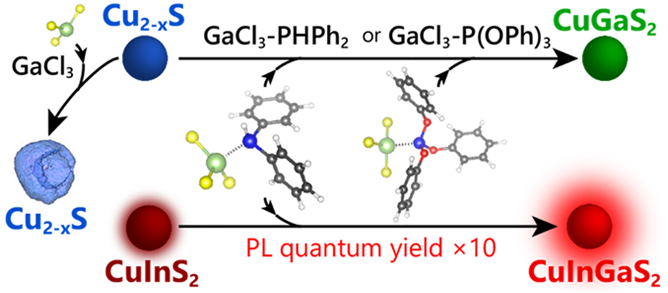 Cu₂₋ₓS
GaCl₃-PHPh₂ or GaCl₃-P(OPh)₃
CuGaS₂
GaCl₃
Cu₂₋ₓS
CuInS₂
PL quantum yield ×10
CuInGaS₂